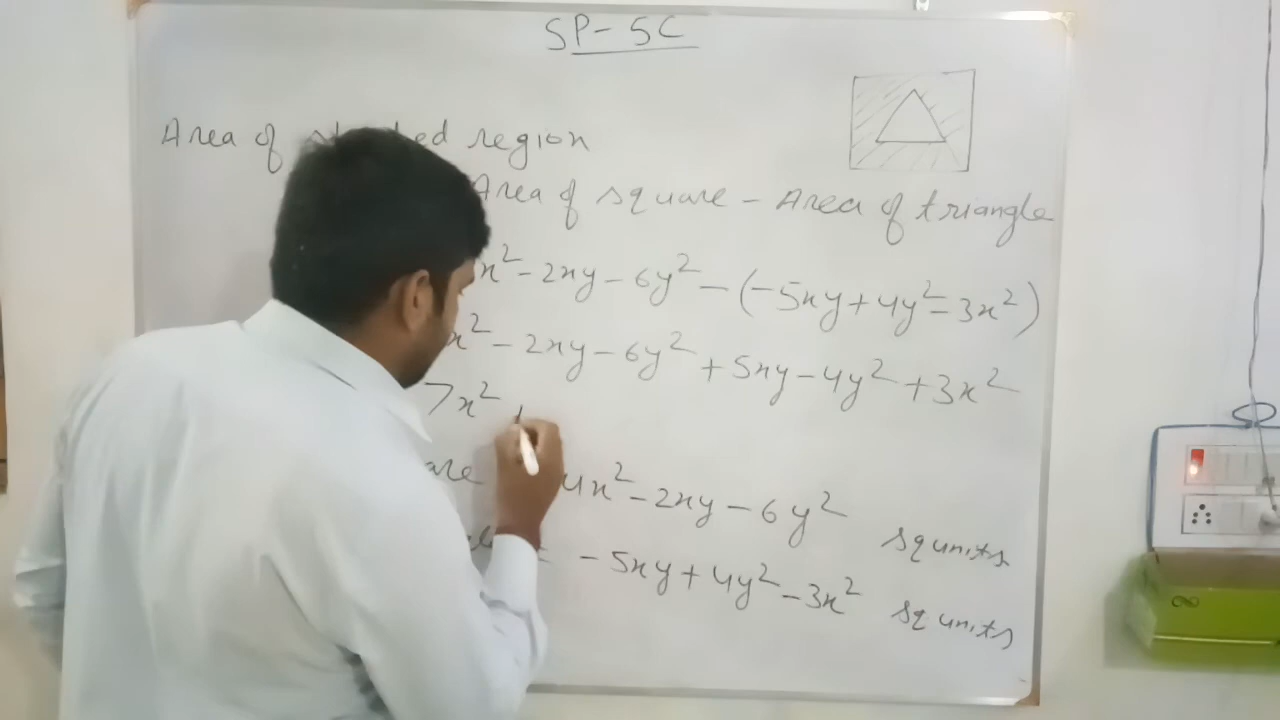 SP-5C
Area of region
Area of square - Area of triangle
x² - 2xy - 6y² - (-5xy + 4y² - 3x²)
x² - 2xy - 6y² + 5xy - 4y² + 3x²
7x²
4x² - 2xy - 6y² sq units
- 5xy + 4y² - 3x² sq units